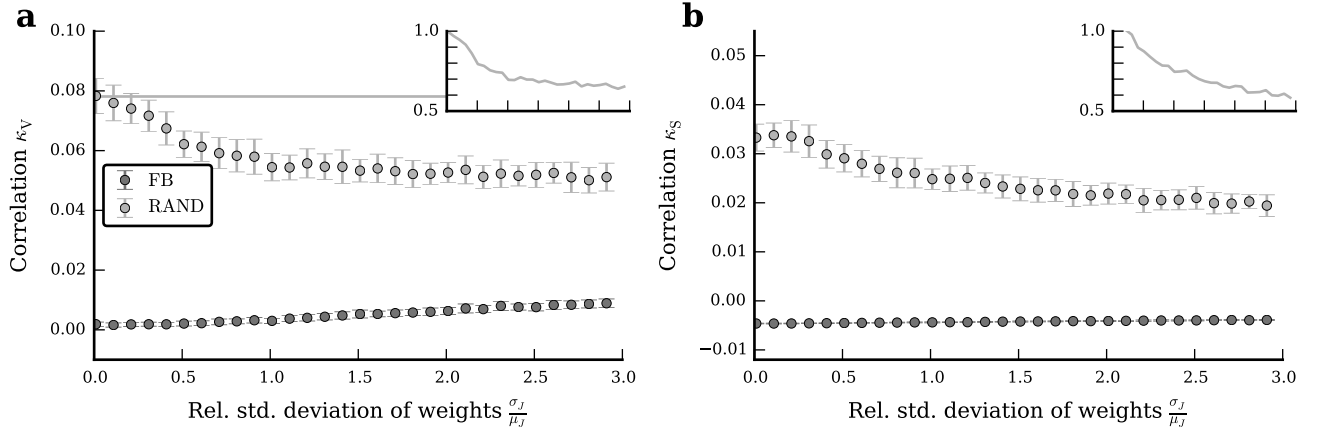 a
0.10
0.08
0.06
0.04
0.02
0.00
Correlation κV
1.0
0.5
FB
RAND
0.0 0.5 1.0 1.5 2.0 2.5 3.0
Rel. std. deviation of weights σJ/μJ
b
0.05
0.04
0.03
0.02
0.01
0.00
−0.01
Correlation κS
1.0
0.5
0.0 0.5 1.0 1.5 2.0 2.5 3.0
Rel. std. deviation of weights σJ/μJ